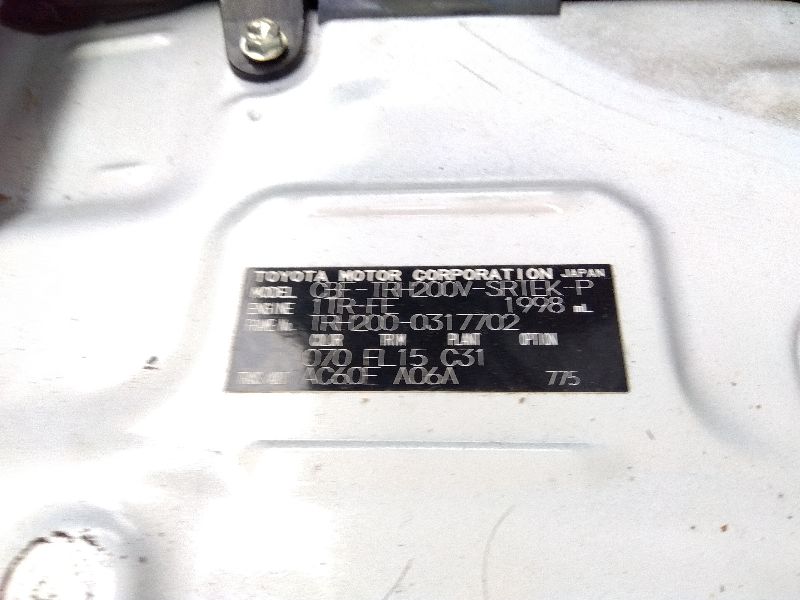 TOYOTA MOTOR CORPORATION JAPAN
MODEL CBF-TRH200V-SRTEK-P
ENGINE 1TR-FE 1998 mL
FRAME No. TRH200-0317702
COLOR TRIM PLANT OPTION
070 FL15 C31
TRANS/AXLE AC60E A06A 775